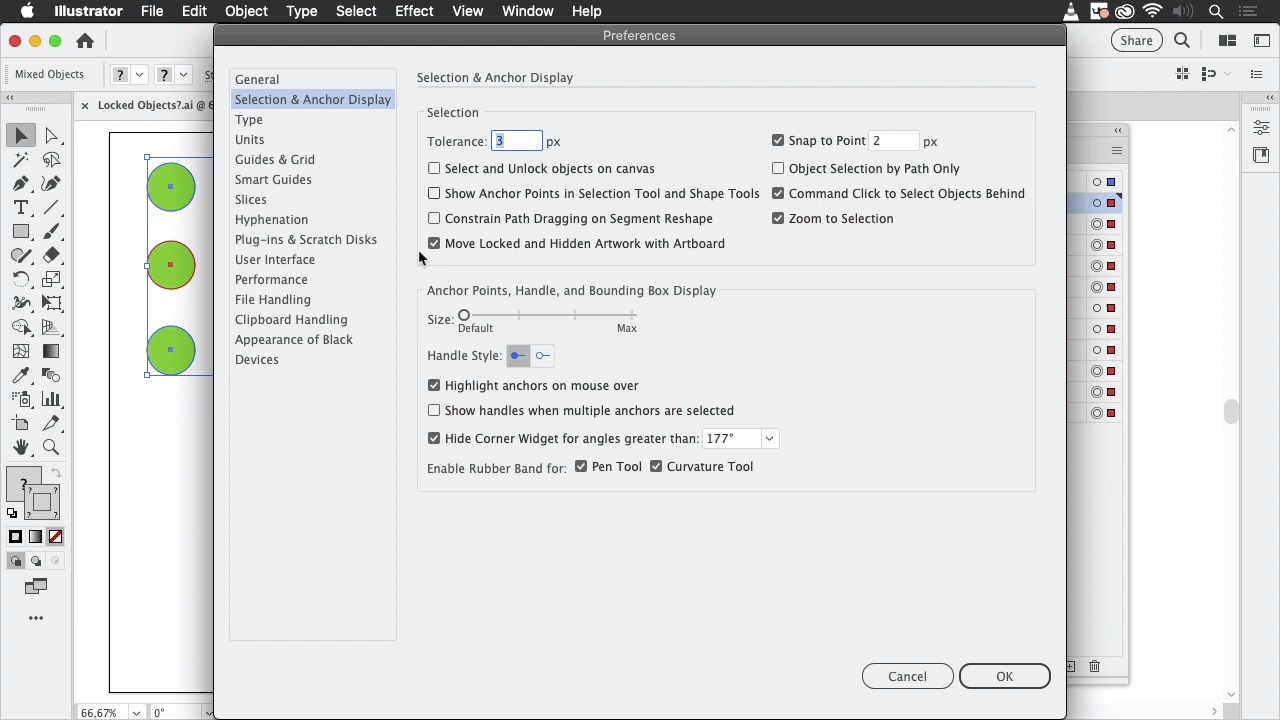 Illustrator File Edit Object Type Select Effect View Window Help
Preferences
Share
Mixed Objects ? ? St
Locked Objects?.ai @ 6
General
Selection & Anchor Display
Type
Units
Guides & Grid
Smart Guides
Slices
Hyphenation
Plug-ins & Scratch Disks
User Interface
Performance
File Handling
Clipboard Handling
Appearance of Black
Devices
Selection & Anchor Display
Selection
Tolerance: 3 px
Snap to Point 2 px
Select and Unlock objects on canvas
Object Selection by Path Only
Show Anchor Points in Selection Tool and Shape Tools
Command Click to Select Objects Behind
Constrain Path Dragging on Segment Reshape
Zoom to Selection
Move Locked and Hidden Artwork with Artboard
Anchor Points, Handle, and Bounding Box Display
Size:
Default Max
Handle Style:
Highlight anchors on mouse over
Show handles when multiple anchors are selected
Hide Corner Widget for angles greater than: 177°
Enable Rubber Band for: Pen Tool Curvature Tool
Cancel OK
?
? ?
? ?
66,67% 0°